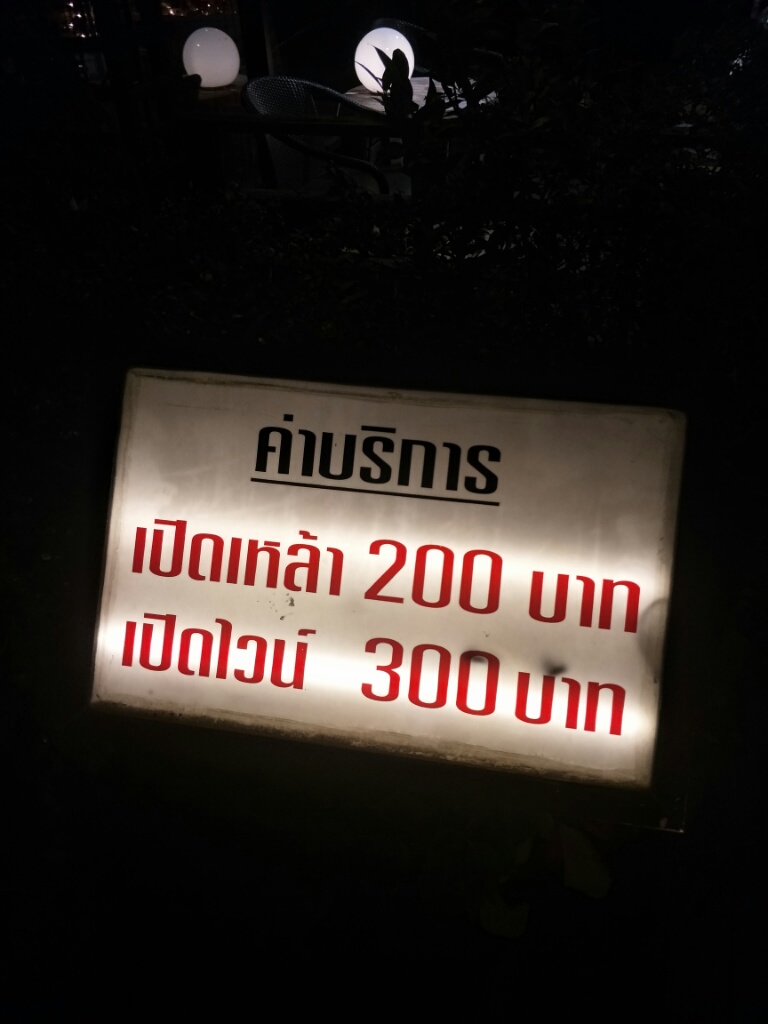 ค่าบริการ
เปิดเหล้า 200 บาท
เปิดไวน์ 300 บาท